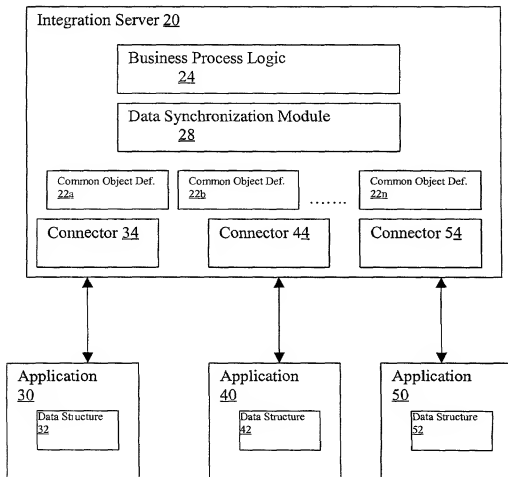 Integration Server 20
Business Process Logic
24
Data Synchronization Module
28
Common Object Def.
22a
Common Object Def.
22b
.......
Common Object Def.
22n
Connector 34
Connector 44
Connector 54
Application
30
Data Structure
32
Application
40
Data Structure
42
Application
50
Data Structure
52